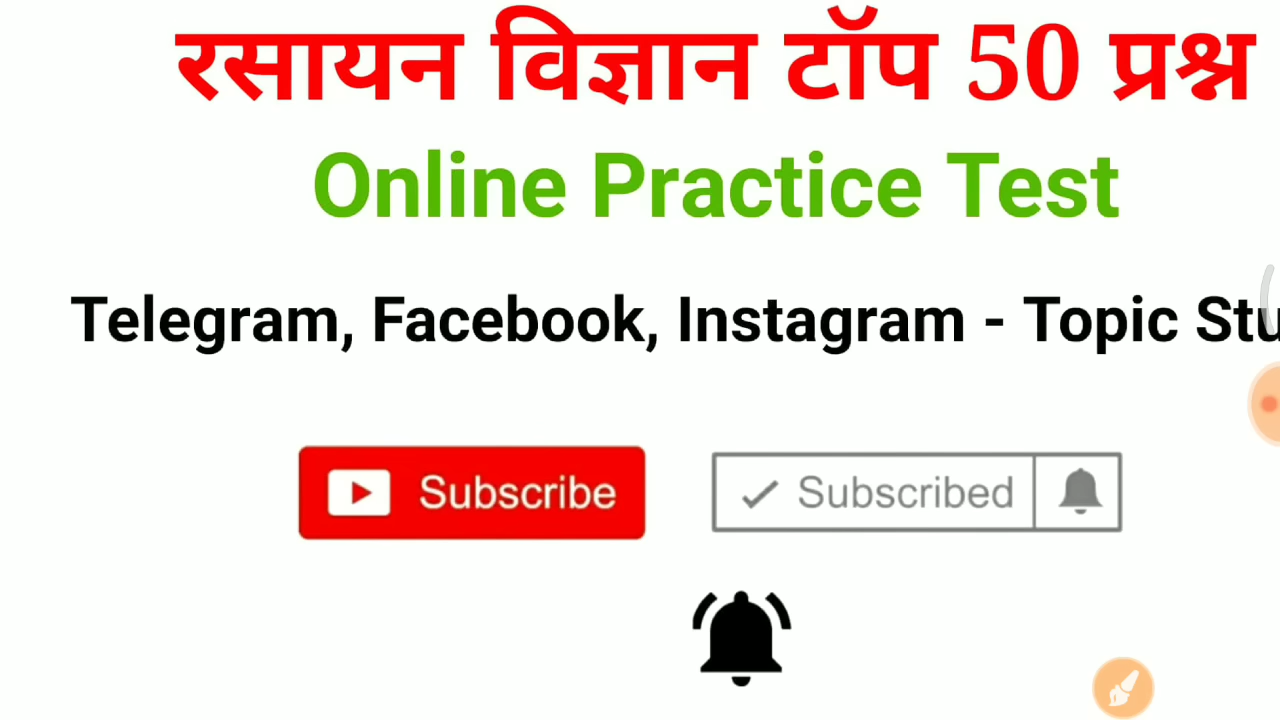 रसायन विज्ञान टॉप 50 प्रश्न
Online Practice Test
Telegram, Facebook, Instagram - Topic
Subscribe
Subscribed